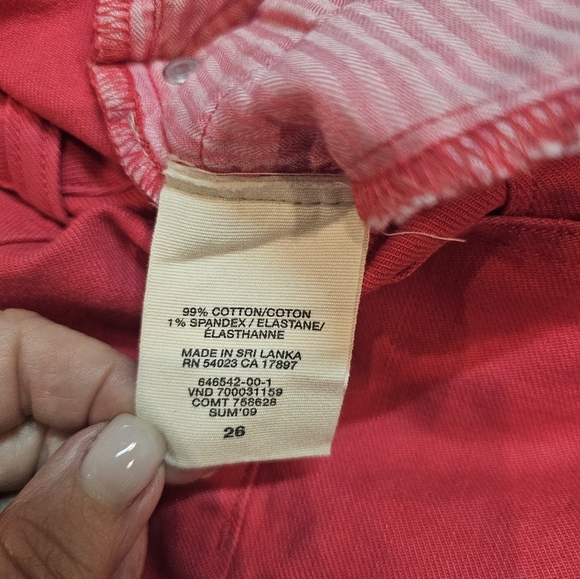 99% COTTON/COTON
1% SPANDEX / ELASTANE/
ÉLASTHANNE
MADE IN SRI LANKA
RN 54023 CA 17897
646542-00-1
VND 700031159
COMT 758628
SUM'09
26